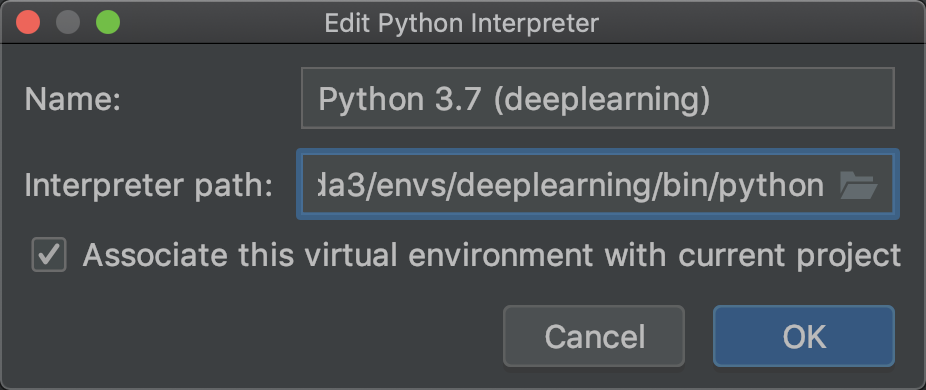 Edit Python Interpreter
Name: Python 3.7 (deeplearning)
Interpreter path: da3/envs/deeplearning/bin/python
Associate this virtual environment with current project
Cancel OK